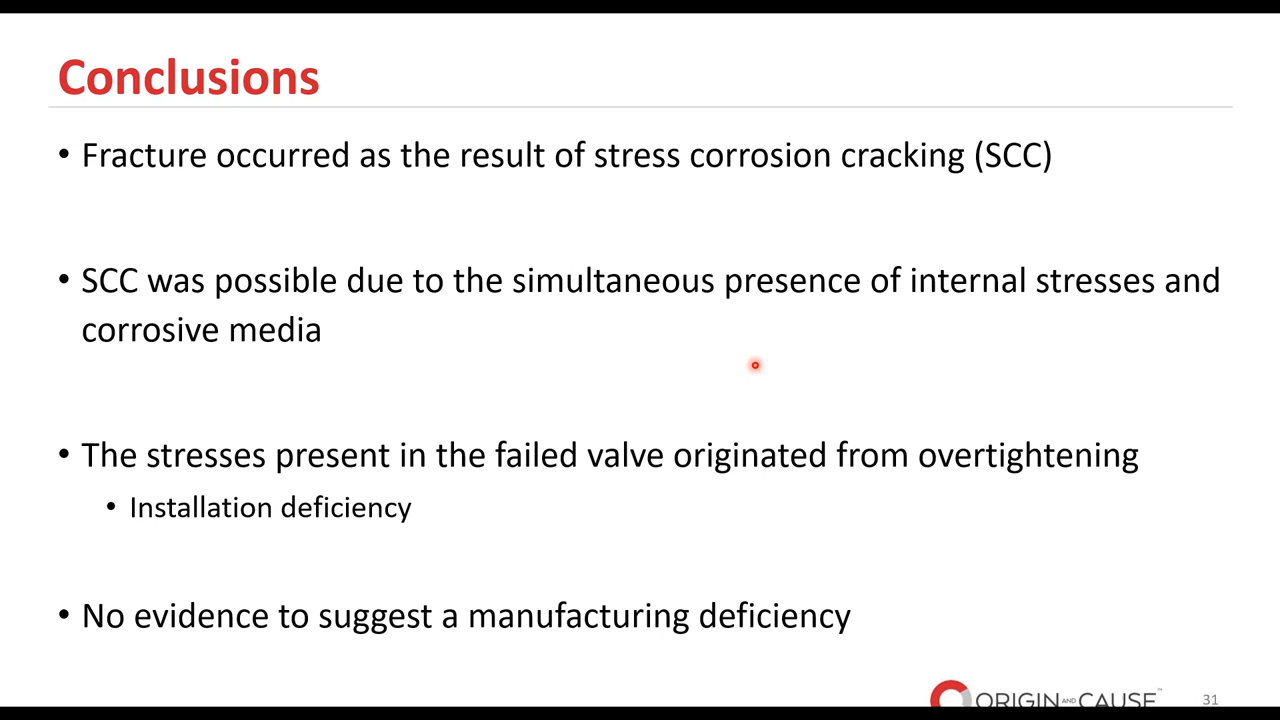 Conclusions
• Fracture occurred as the result of stress corrosion cracking (SCC)
• SCC was possible due to the simultaneous presence of internal stresses and
corrosive media
• The stresses present in the failed valve originated from overtightening
• Installation deficiency
• No evidence to suggest a manufacturing deficiency
ORIGIN AND CAUSE™
31